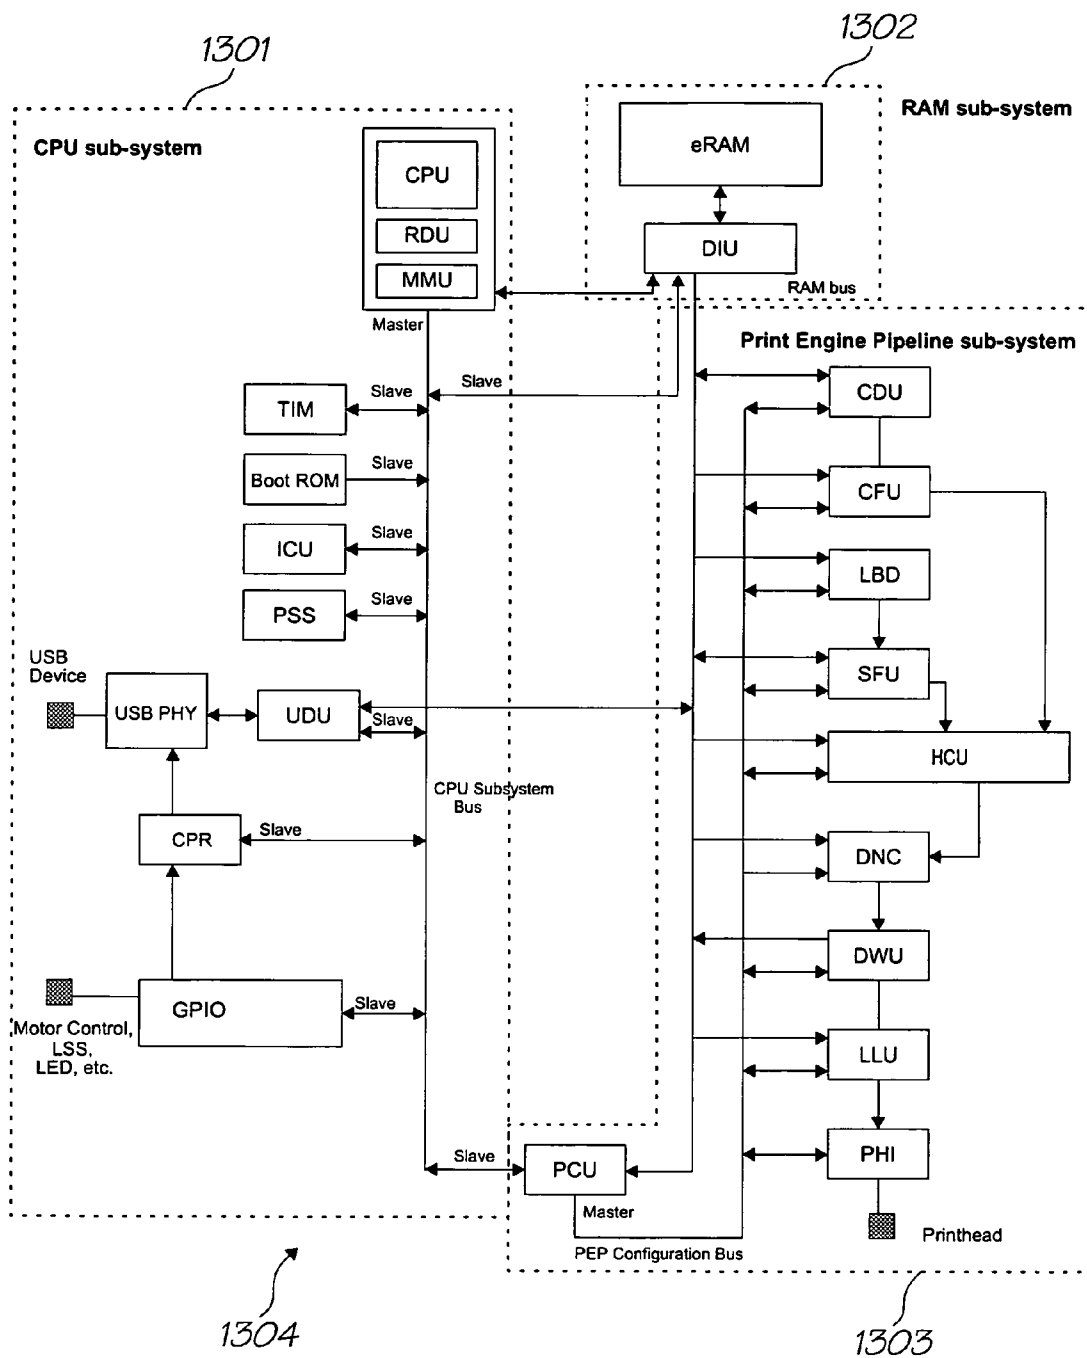 1301
1302
CPU sub-system
RAM sub-system
CPU
RDU
MMU
Master
eRAM
DIU
RAM bus
Print Engine Pipeline sub-system
Slave
TIM
Slave
Boot ROM
Slave
ICU
Slave
PSS
Slave
USB
Device
USB PHY
UDU
Slave
CPU Subsystem
Bus
CPR
Slave
GPIO
Slave
Motor Control,
LSS,
LED, etc.
CDU
CFU
LBD
SFU
HCU
DNC
DWU
LLU
PHI
Slave
PCU
Master
PEP Configuration Bus
Printhead
1304
1303